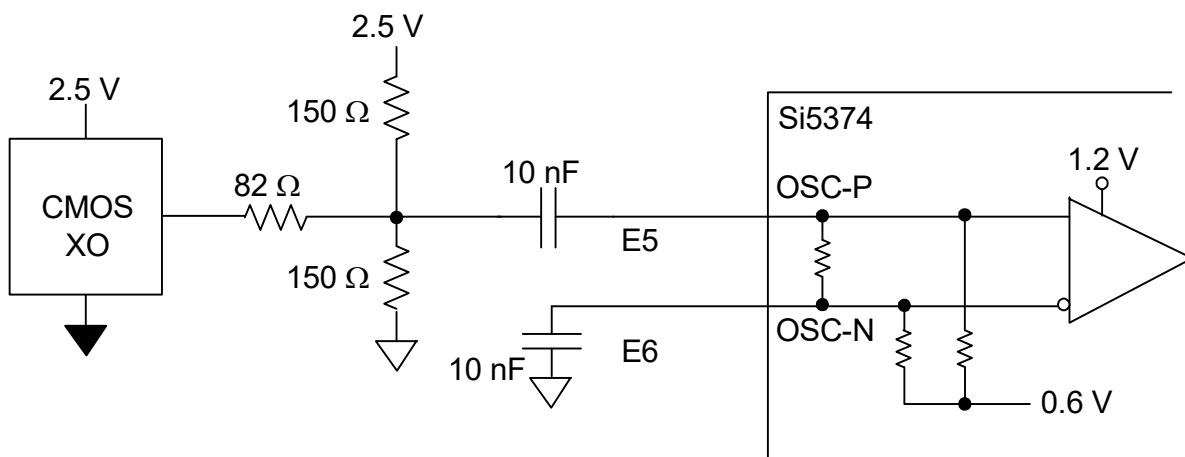 2.5 V
2.5 V
150 Ω
Si5374
1.2 V
10 nF
OSC-P
82 Ω
CMOS
XO
E5
150 Ω
OSC-N
E6
10 nF
0.6 V